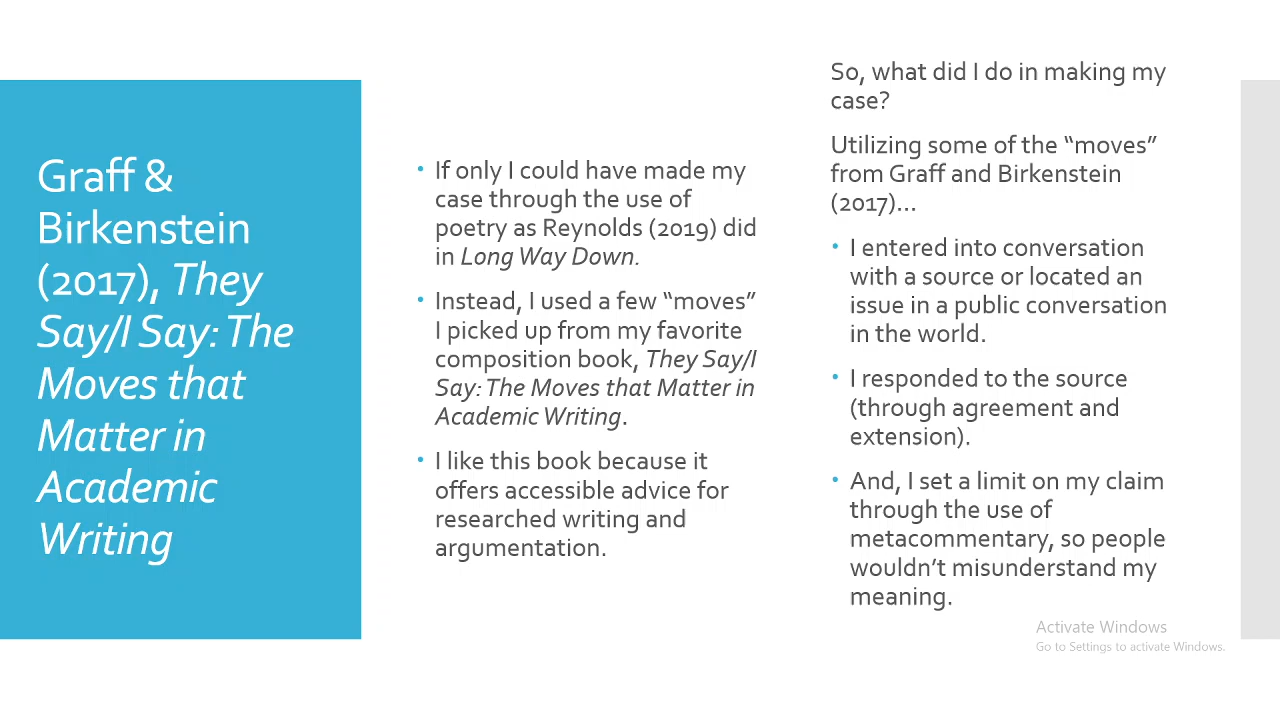 Graff &
Birkenstein
(2017), They
Say/I Say: The
Moves that
Matter in
Academic
Writing
• If only I could have made my
case through the use of
poetry as Reynolds (2019) did
in Long Way Down.
• Instead, I used a few “moves”
I picked up from my favorite
composition book, They Say/I
Say: The Moves that Matter in
Academic Writing.
• I like this book because it
offers accessible advice for
researched writing and
argumentation.
So, what did I do in making my
case?
Utilizing some of the “moves”
from Graff and Birkenstein
(2017)…
• I entered into conversation
with a source or located an
issue in a public conversation
in the world.
• I responded to the source
(through agreement and
extension).
• And, I set a limit on my claim
through the use of
metacommentary, so people
wouldn’t misunderstand my
meaning.
Activate Windows
Go to Settings to activate Windows.